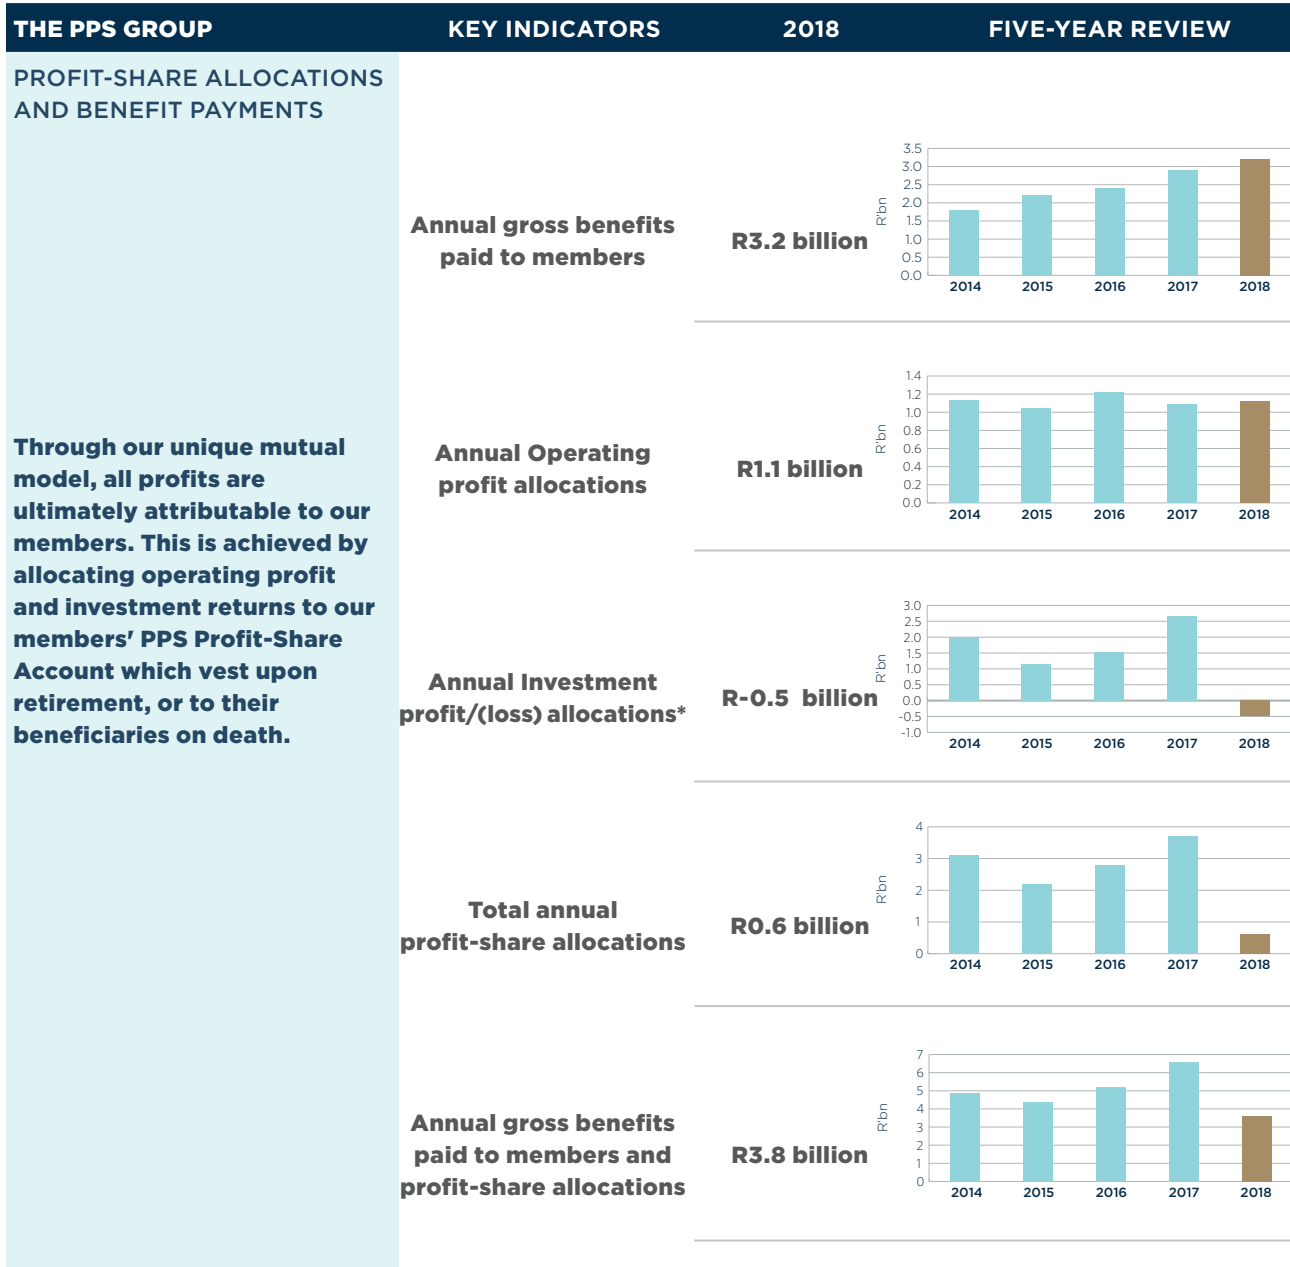 THE PPS GROUP KEY INDICATORS 2018 FIVE-YEAR REVIEW
PROFIT-SHARE ALLOCATIONS
AND BENEFIT PAYMENTS
Through our unique mutual
model, all profits are
ultimately attributable to our
members. This is achieved by
allocating operating profit
and investment returns to our
members' PPS Profit-Share
Account which vest upon
retirement, or to their
beneficiaries on death.
Annual gross benefits
paid to members
R3.2 billion
R'bn
3.5
3.0
2.5
2.0
1.5
1.0
0.5
0.0
2014 2015 2016 2017 2018
Annual Operating
profit allocations
R1.1 billion
R'bn
1.4
1.2
1.0
0.8
0.6
0.4
0.2
0.0
2014 2015 2016 2017 2018
Annual Investment
profit/(loss) allocations*
R-0.5 billion
R'bn
3.0
2.5
2.0
1.5
1.0
0.5
0.0
-0.5
-1.0
2014 2015 2016 2017 2018
Total annual
profit-share allocations
R0.6 billion
R'bn
4
3
2
1
0
2014 2015 2016 2017 2018
Annual gross benefits
paid to members and
profit-share allocations
R3.8 billion
R'bn
7
6
5
4
3
2
1
0
2014 2015 2016 2017 2018